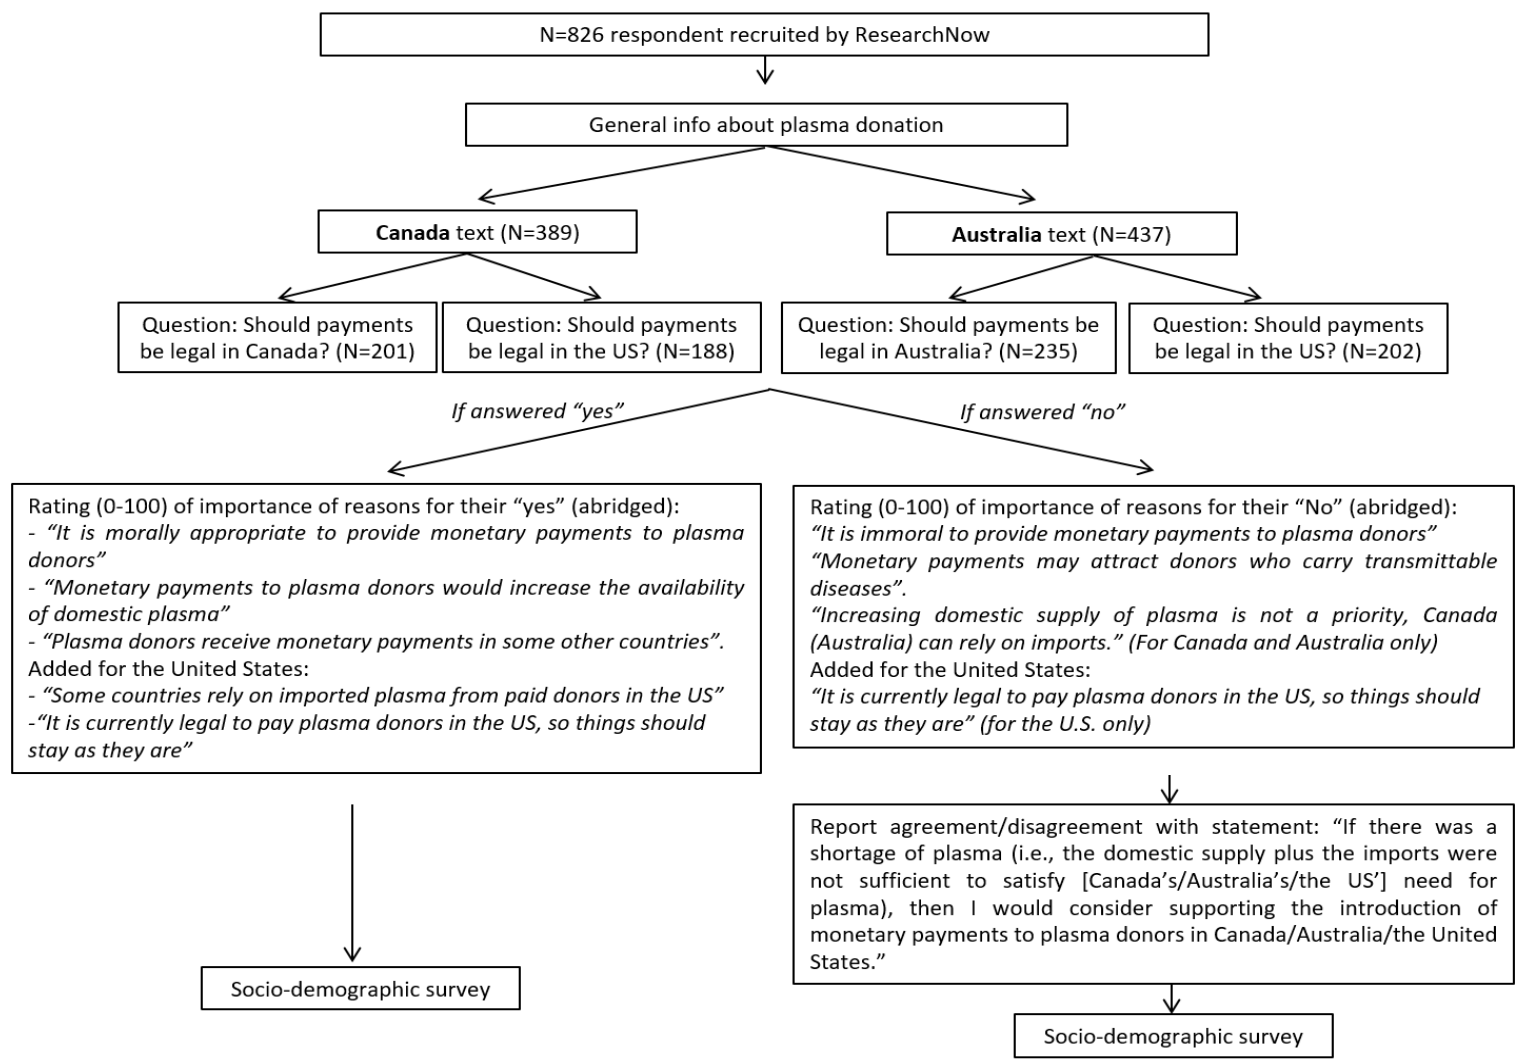 N=826 respondent recruited by ResearchNow
General info about plasma donation
Canada text (N=389)
Australia text (N=437)
Question: Should payments
be legal in Canada? (N=201)
Question: Should payments
be legal in the US? (N=188)
Question: Should payments be
legal in Australia? (N=235)
Question: Should payments
be legal in the US? (N=202)
If answered “yes”
If answered “no”
Rating (0-100) of importance of reasons for their “yes” (abridged):
- “It is morally appropriate to provide monetary payments to plasma
donors”
- “Monetary payments to plasma donors would increase the availability
of domestic plasma”
- “Plasma donors receive monetary payments in some other countries”.
Added for the United States:
- “Some countries rely on imported plasma from paid donors in the US”
-“It is currently legal to pay plasma donors in the US, so things should
stay as they are”
Rating (0-100) of importance of reasons for their “No” (abridged):
“It is immoral to provide monetary payments to plasma donors”
“Monetary payments may attract donors who carry transmittable
diseases”.
“Increasing domestic supply of plasma is not a priority, Canada
(Australia) can rely on imports.” (For Canada and Australia only)
Added for the United States:
“It is currently legal to pay plasma donors in the US, so things should
stay as they are” (for the U.S. only)
Report agreement/disagreement with statement: “If there was a
shortage of plasma (i.e., the domestic supply plus the imports were
not sufficient to satisfy [Canada’s/Australia’s/the US’] need for
plasma), then I would consider supporting the introduction of
monetary payments to plasma donors in Canada/Australia/the United
States.”
Socio-demographic survey
Socio-demographic survey